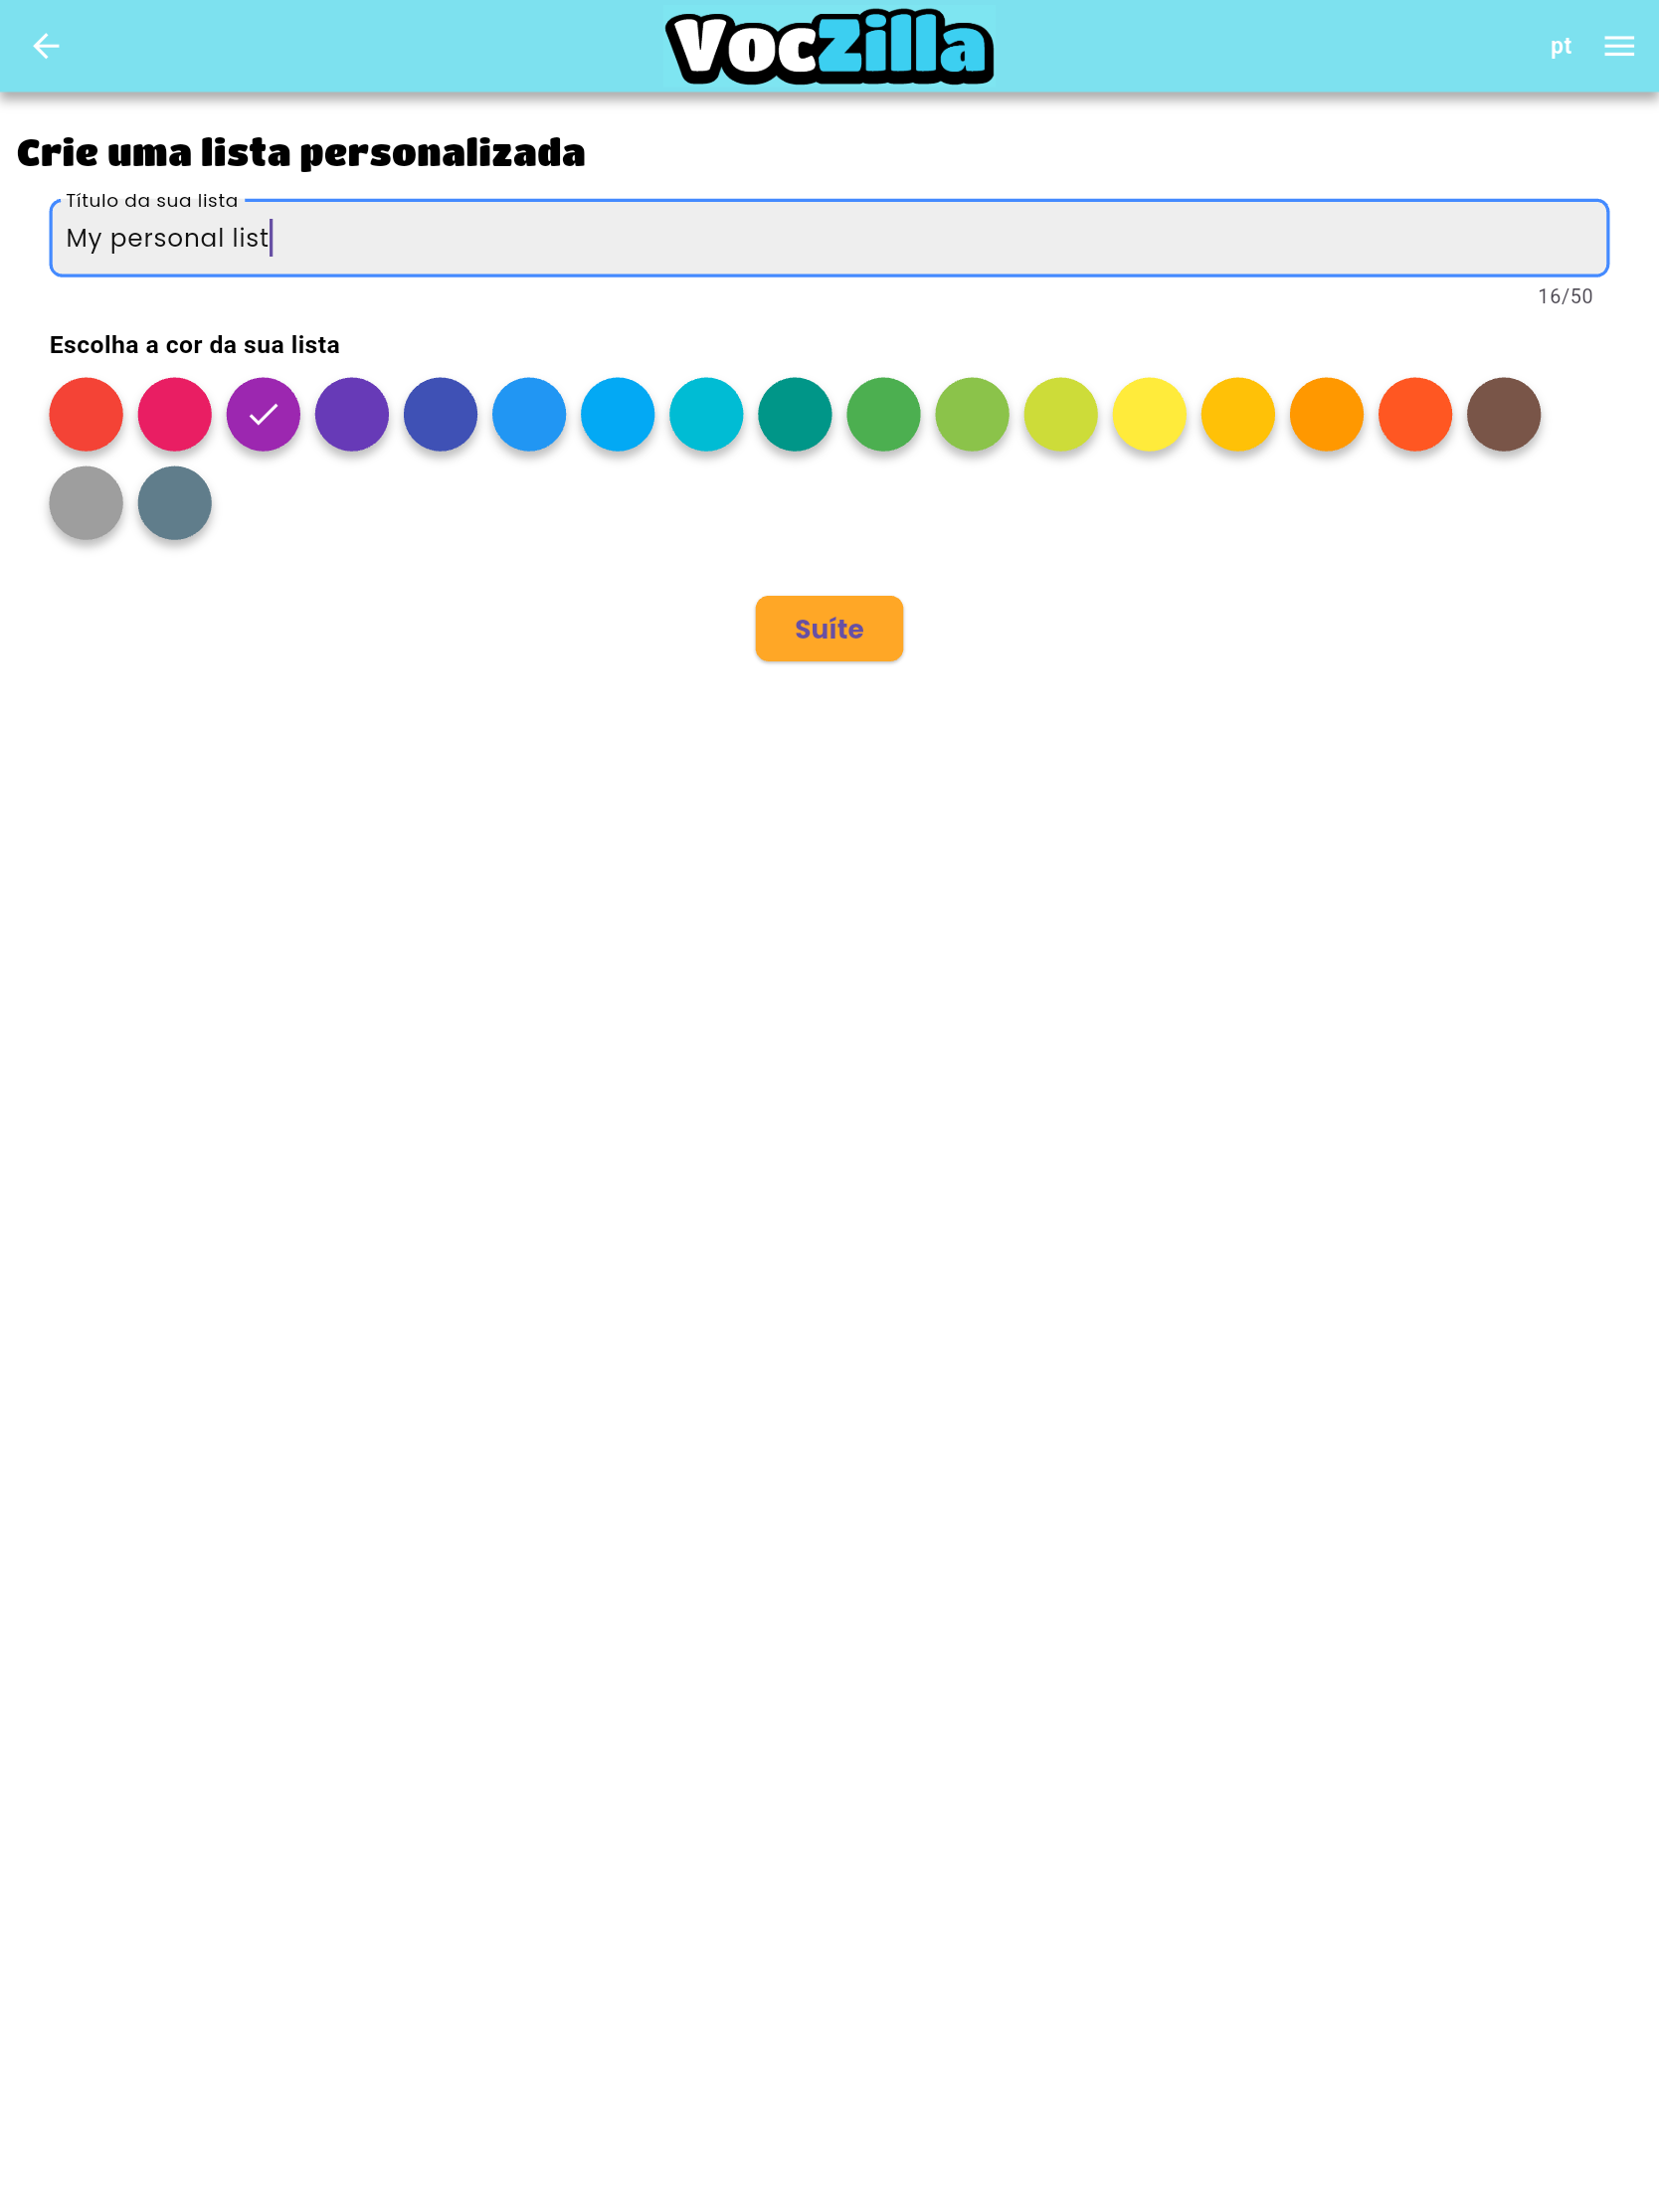 VocZilla
pt
Crie uma lista personalizada
Título da sua lista
My personal list
16/50
Escolha a cor da sua lista
Suíte